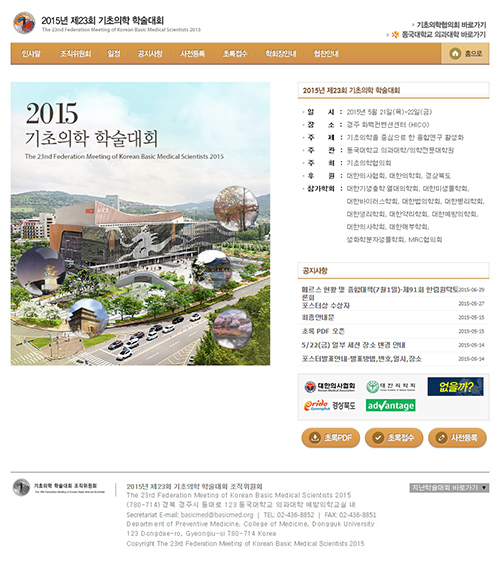 2015년 제23회 기초의학 학술대회
The 23rd Federation Meeting of Korean Basic Medical Scientists 2015
기초의학협의회 바로가기
동국대학교 의과대학 바로가기
인사말 조직위원회 일정 공지사항 사전등록 초록접수 학회장안내 협찬안내 홈으로
2015
기초의학 학술대회
The 23rd Federation Meeting of Korean Basic Medical Scientists 2015
2015년 제23회 기초의학 학술대회
일 시 : 2015년 5월 21일(목)-22일(금)
장 소 : 경주 화백컨벤션센터 (HICO)
주 제 : 기초의학을 중심으로 한 융합연구 활성화
주 관 : 동국대학교 의과대학/의학전문대학원
주 최 : 기초의학협의회
후 원 : 대한의사협회, 대한의학회, 경상북도
참가학회 : 대한기생충학 열대의학회, 대한미생물학회,
대한바이러스학회, 대한법의학회, 대한병리학회,
대한생리학회, 대한약리학회, 대한예방의학회,
대한의사학회, 대한해부학회,
생화학분자생물학회, MRC협의회
공지사항
메르스 현황 및 종합대책(7월1일)-제91회 한림원탁토론회 2015-06-29
포스터상 수상자 2015-05-27
최종안내문 2015-05-15
초록 PDF 오픈 2015-05-15
5/22(금) 일부 세션 장소 변경 안내 2015-05-14
포스터발표안내-발표방법,번호,일시,장소 2015-05-14
대한의사협회 대한의학회 없을까?
pride GyeongBuk 경상북도 advantage
초록PDF 초록접수 사전등록
기초의학 학술대회 조직위원회
2015년 제23회 기초의학 학술대회 조직위원회
The 23rd Federation Meeting of Korean Basic Medical Scientists 2015
(780-714) 경북 경주시 동대로 123 동국대학교 의과대학 예방의학교실 내
Secretariat E-mail: basicmed@basicmed.org | TEL: 02-436-8852 | FAX: 02-436-8851
Department of Preventive Medicine, College of Medicine, Dongguk University
123 Dongdae-ro, Gyeongju-si 780-714 Korea
Copyright The 23rd Federation Meeting of Korean Basic Medical Scientists 2015
지난학술대회 바로가기